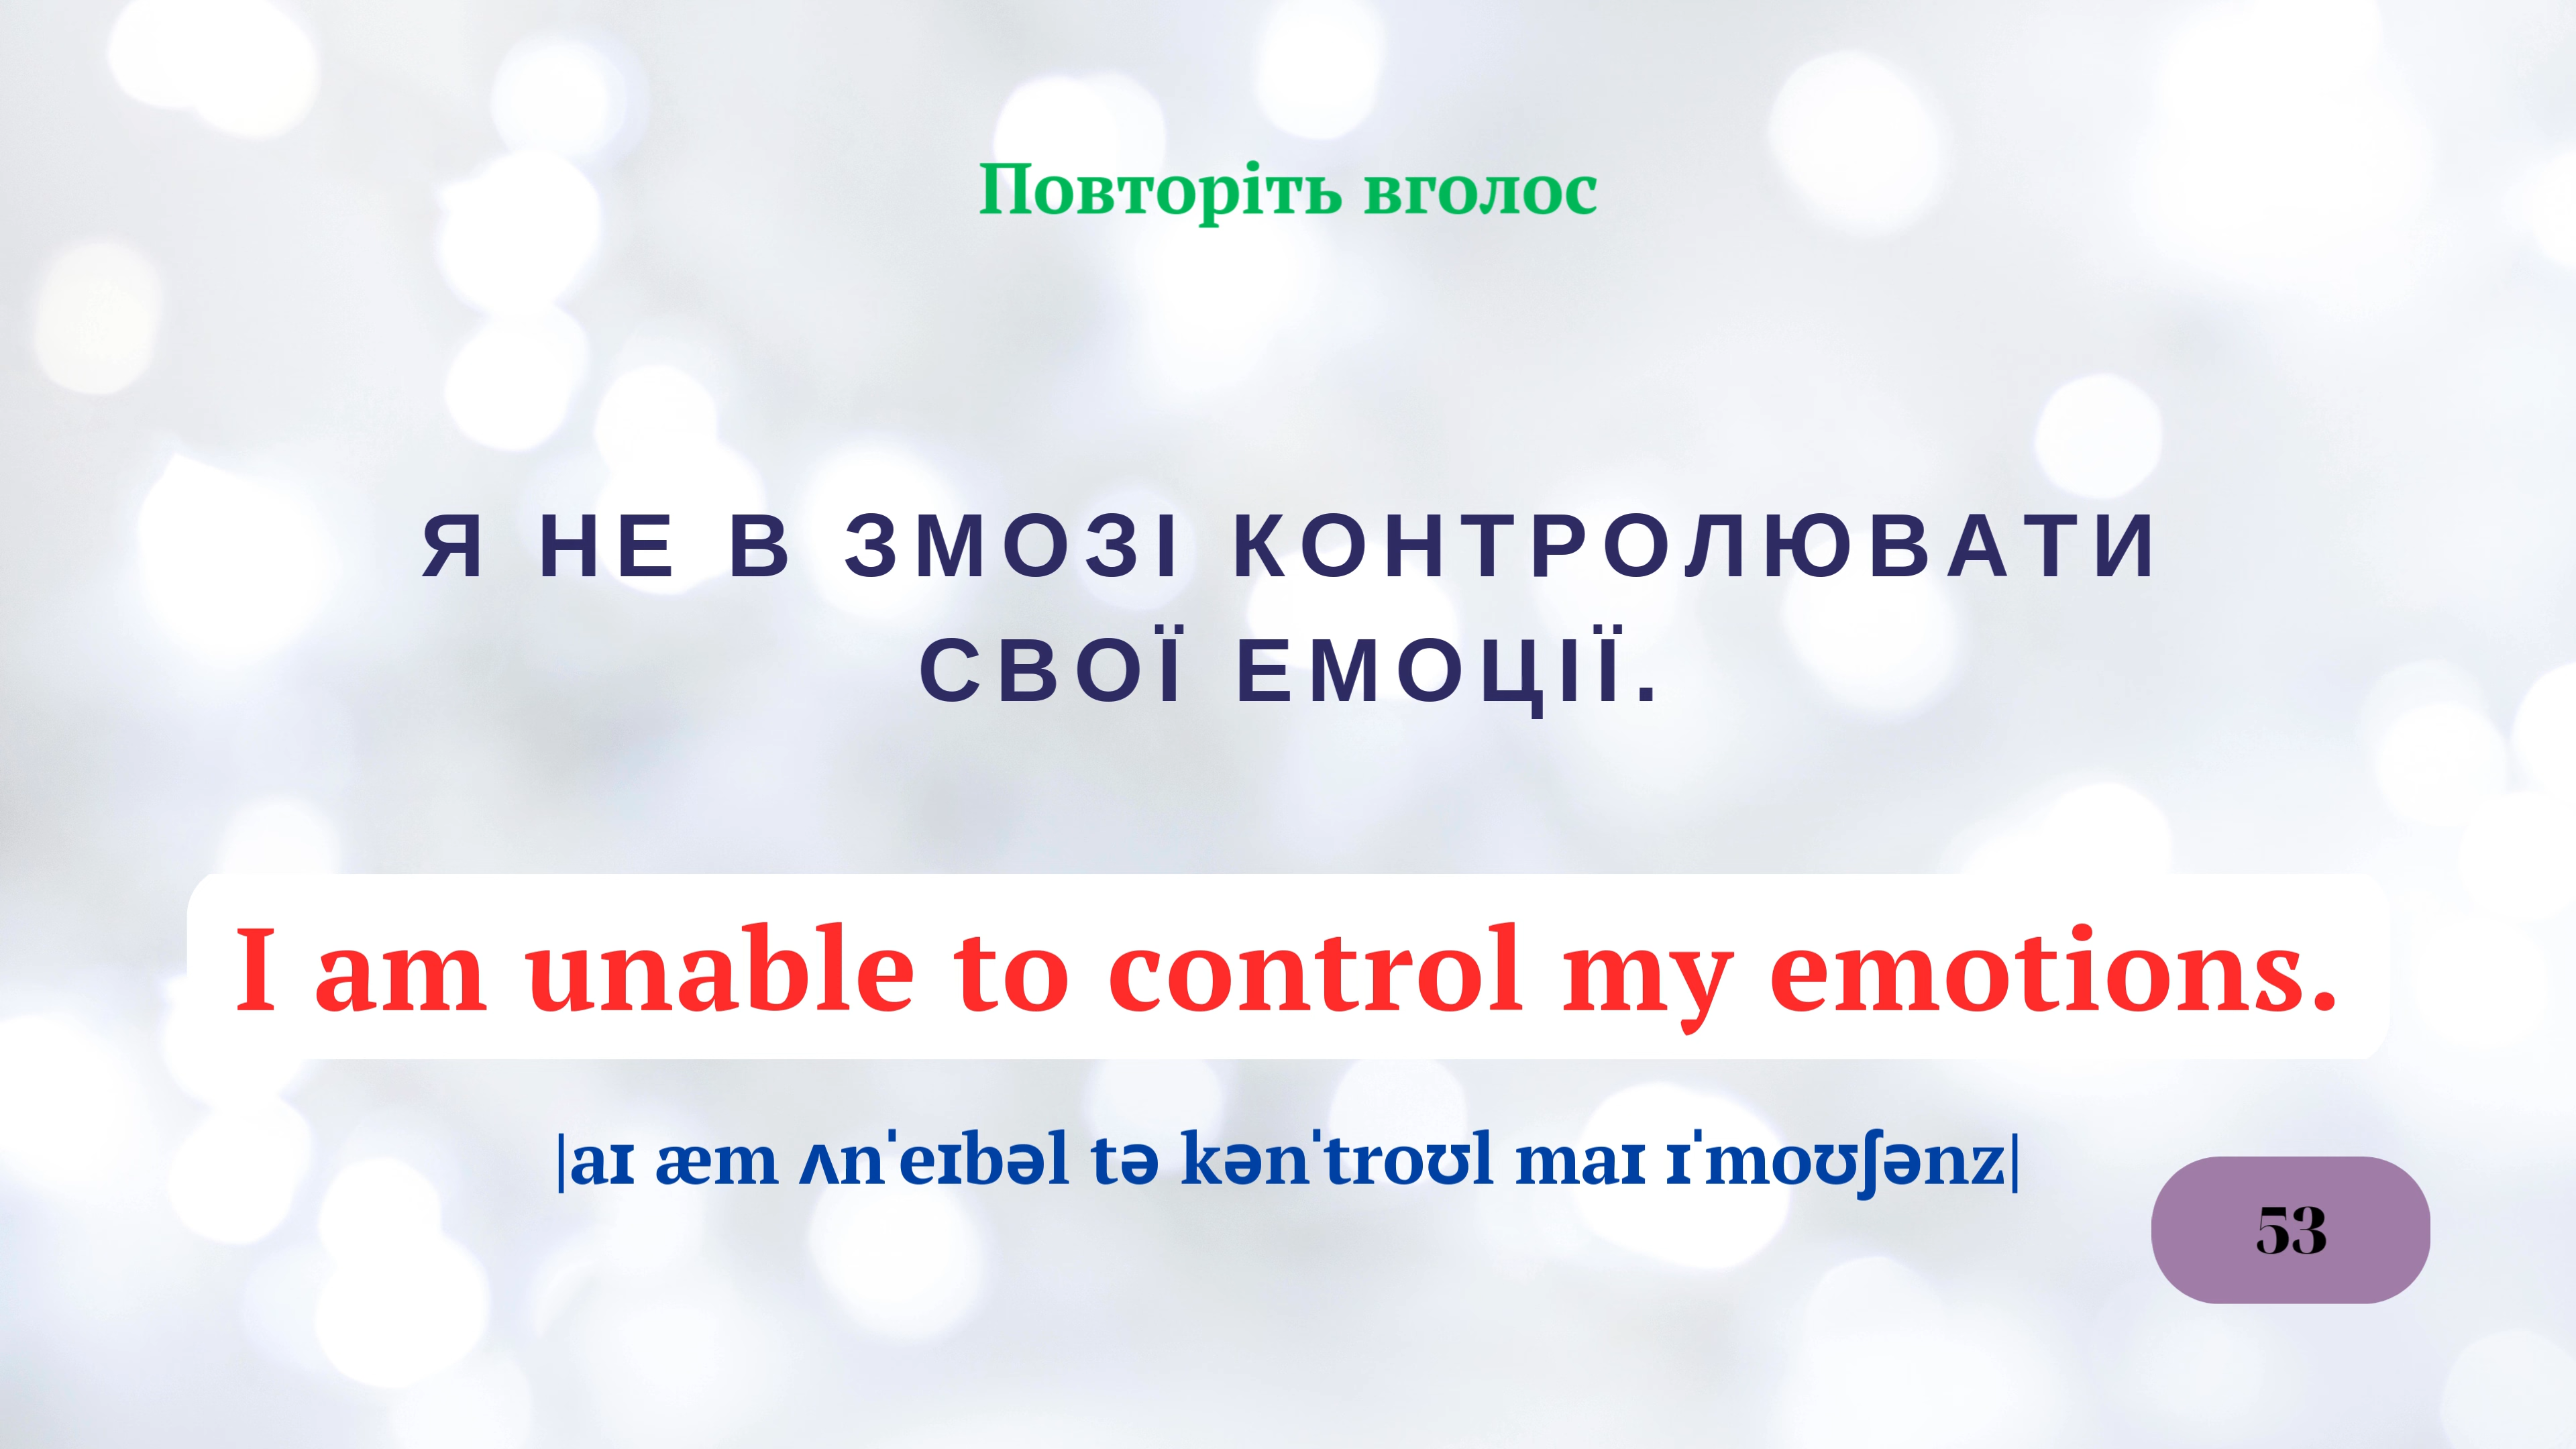 Повторіть вголос
Я НЕ В ЗМОЗІ КОНТРОЛЮВАТИ
СВОЇ ЕМОЦІЇ.
I am unable to control my emotions.
|aɪ æm ʌnˈeɪbəl tə kənˈtroʊl maɪ ɪˈmoʊʃənz|
53